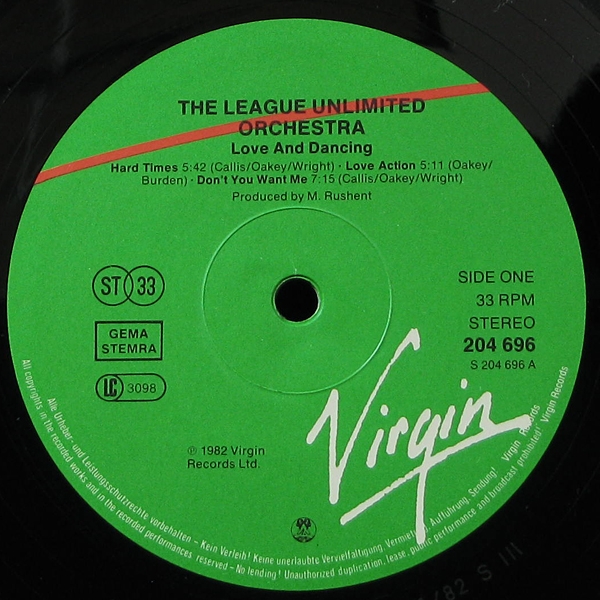 THE LEAGUE UNLIMITED
ORCHESTRA
Love And Dancing
Hard Times 5:42 (Callis/Oakey/Wright) · Love Action 5:11 (Oakey/
Burden) · Don't You Want Me 7:15 (Callis/Oakey/Wright)
Produced by M. Rushent
ST 33
GEMA
STEMRA
LC 3098
SIDE ONE
33 RPM
STEREO
204 696
S 204 696 A
℗ 1982 Virgin
Records Ltd.
Virgin
Alle Urheber- und Leistungsschutzrechte vorbehalten – Kein Verleih! Keine unerlaubte Vervielfältigung, Vermietung, Aufführung, Sendung! Virgin Records
All copyrights in the recorded works and in the recorded performances reserved – No lending! Unauthorized duplication, lease, public performance and broadcast prohibited! Virgin Records
/82 S III